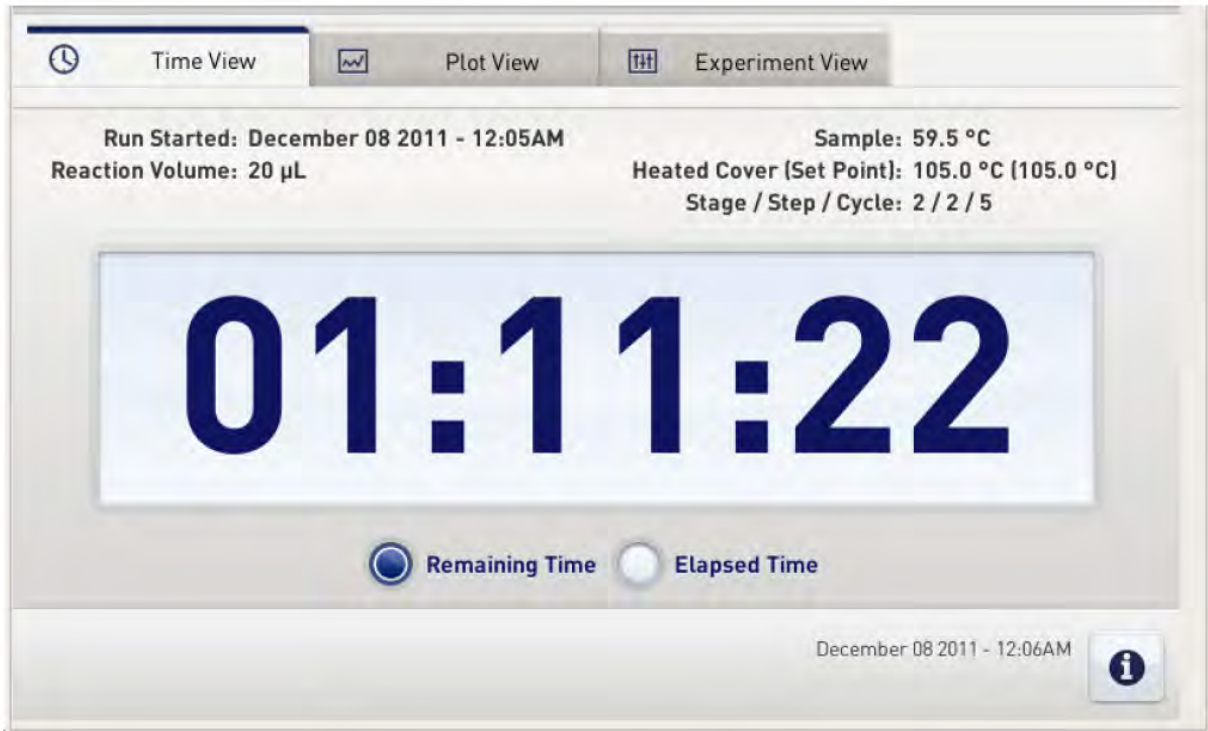 Time View Plot View Experiment View
Run Started: December 08 2011 - 12:05AM
Reaction Volume: 20 µL
Sample: 59.5 °C
Heated Cover (Set Point): 105.0 °C (105.0 °C)
Stage / Step / Cycle: 2 / 2 / 5
01:11:22
Remaining Time Elapsed Time
December 08 2011 - 12:06AM